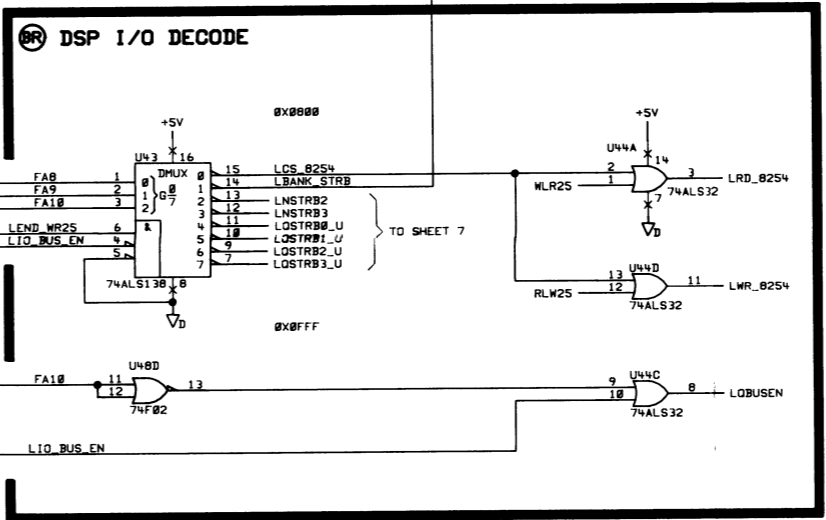 BR DSP I/O DECODE
+5V
0X0800
U43 16
DMUX
FA8 1 0 0 15 LCS_8254
FA9 2 1 G 0/7 1 14 LBANK_STRB
FA10 3 2 2 13 LNSTRB2
3 12 LNSTRB3
LEND_WR25 6 & 4 11 LQSTRB0_U
LIO_BUS_EN 4 5 10 LQSTRB1_U
5 6 9 LQSTRB2_U
7 7 LQSTRB3_U
TO SHEET 7
74ALS138 8
D
0X0FFF
+5V
U44A 14
2 3 LRD_8254
WLR25 1 74ALS32
7
D
U44D
13 11 LWR_8254
RLW25 12
74ALS32
U48D
FA10 11 13
12
74F02
U44C
9 8 LQBUSEN
10
74ALS32
LIO_BUS_EN